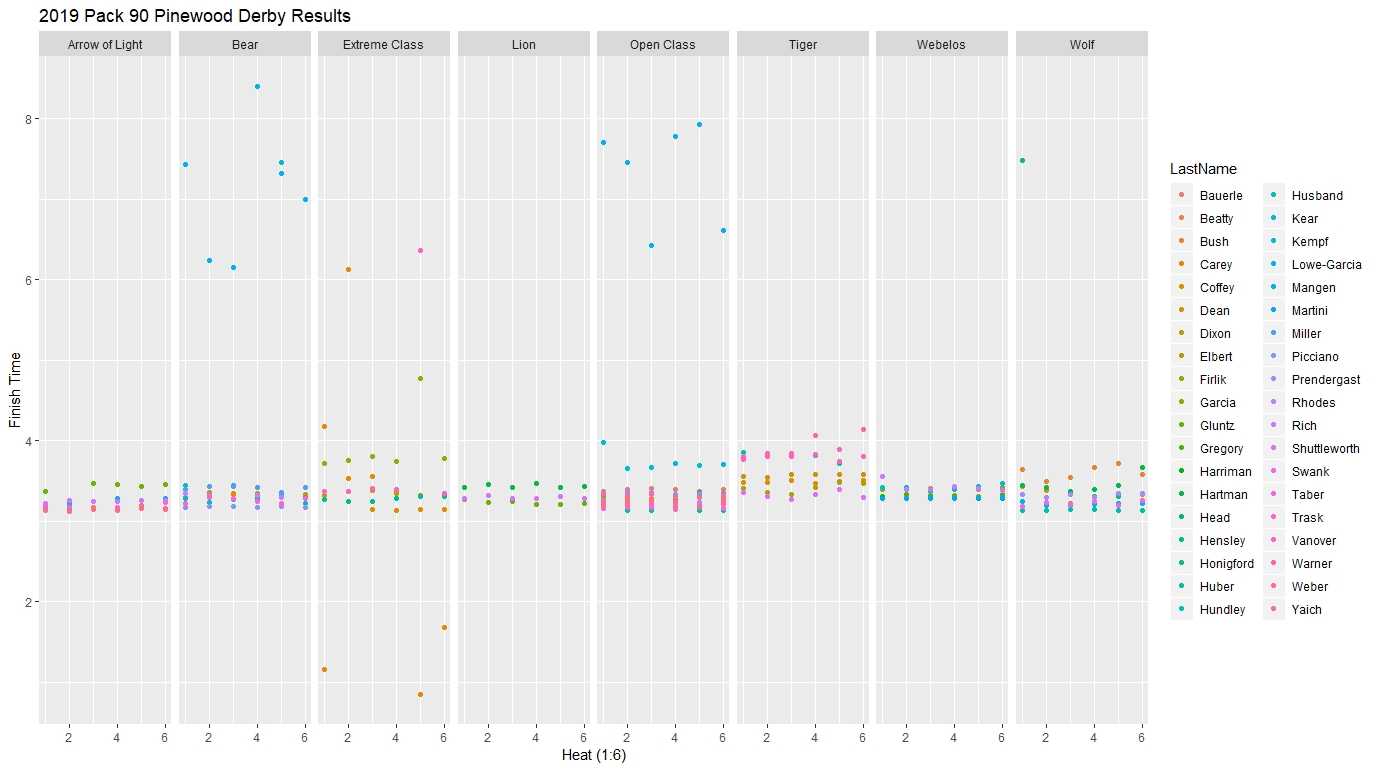 2019 Pack 90 Pinewood Derby Results
Arrow of Light Bear Extreme Class Lion Open Class Tiger Webelos Wolf
8
6
4
2
Finish Time
2 4 6 2 4 6 2 4 6 2 4 6 2 4 6 2 4 6 2 4 6 2 4 6
Heat (1:6)
LastName
Bauerle
Beatty
Bush
Carey
Coffey
Dean
Dixon
Elbert
Firlik
Garcia
Gluntz
Gregory
Harriman
Hartman
Head
Hensley
Honigford
Huber
Hundley
Husband
Kear
Kempf
Lowe-Garcia
Mangen
Martini
Miller
Picciano
Prendergast
Rhodes
Rich
Shuttleworth
Swank
Taber
Trask
Vanover
Warner
Weber
Yaich